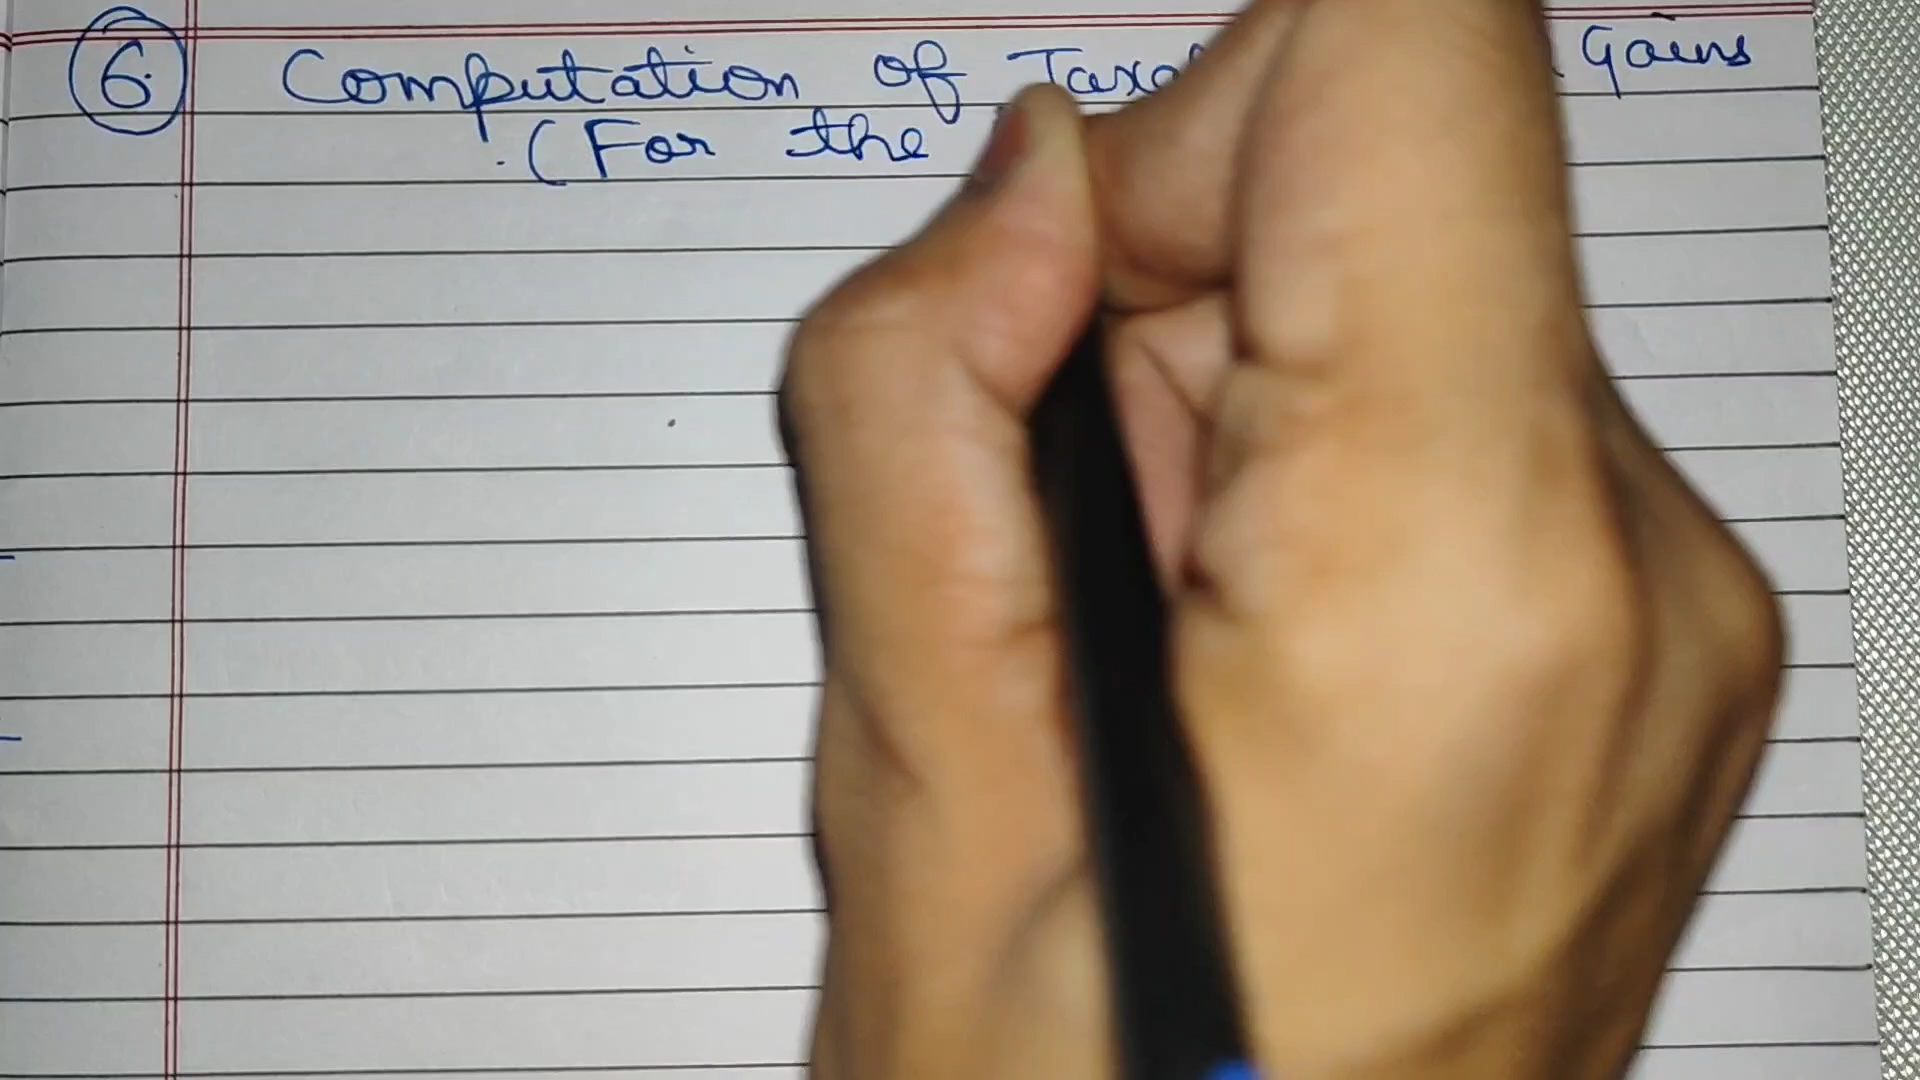 6. Computation of Gains
(For the